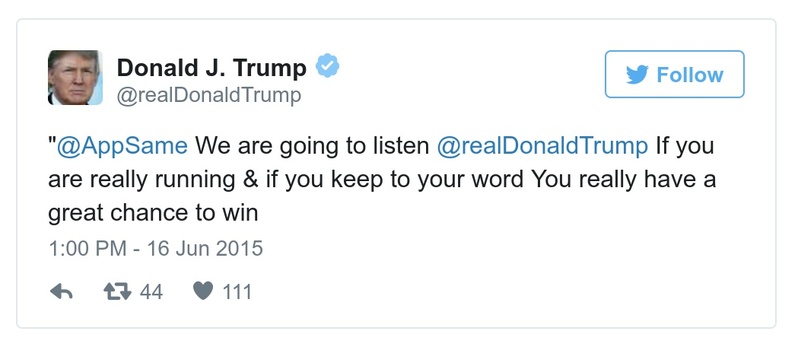 Donald J. Trump
@realDonaldTrump
Follow
"@AppSame We are going to listen @realDonaldTrump If you
are really running & if you keep to your word You really have a
great chance to win
1:00 PM - 16 Jun 2015
44 111